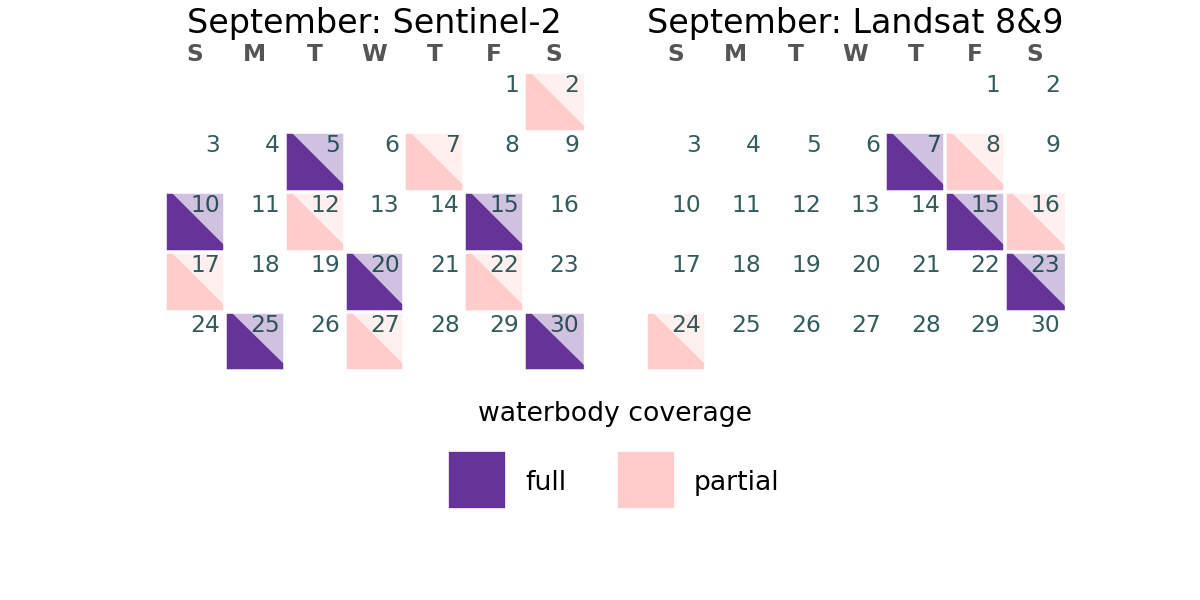 September: Sentinel-2
S M T W T F S
1 2
3 4 5 6 7 8 9
10 11 12 13 14 15 16
17 18 19 20 21 22 23
24 25 26 27 28 29 30
September: Landsat 8&9
S M T W T F S
1 2
3 4 5 6 7 8 9
10 11 12 13 14 15 16
17 18 19 20 21 22 23
24 25 26 27 28 29 30
waterbody coverage
full partial